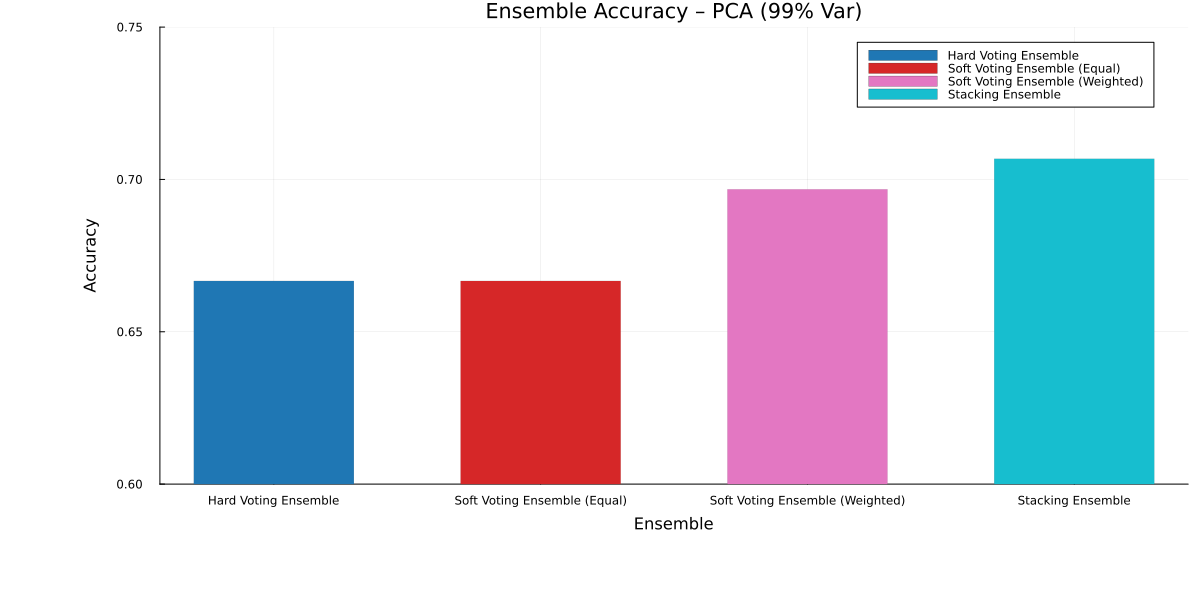 Ensemble Accuracy – PCA (99% Var)
0.75
0.70
0.65
0.60
Accuracy
Hard Voting Ensemble
Soft Voting Ensemble (Equal)
Soft Voting Ensemble (Weighted)
Stacking Ensemble
Hard Voting Ensemble
Soft Voting Ensemble (Equal)
Soft Voting Ensemble (Weighted)
Stacking Ensemble
Ensemble